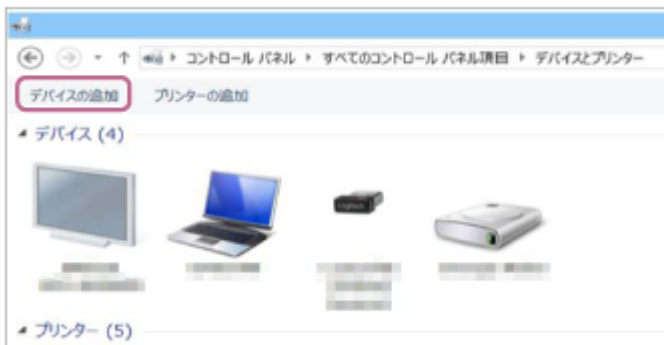 コントロール パネル ▸ すべてのコントロール パネル項目 ▸ デバイスとプリンター
デバイスの追加 プリンターの追加
デバイス (4)
Logitech
プリンター (5)